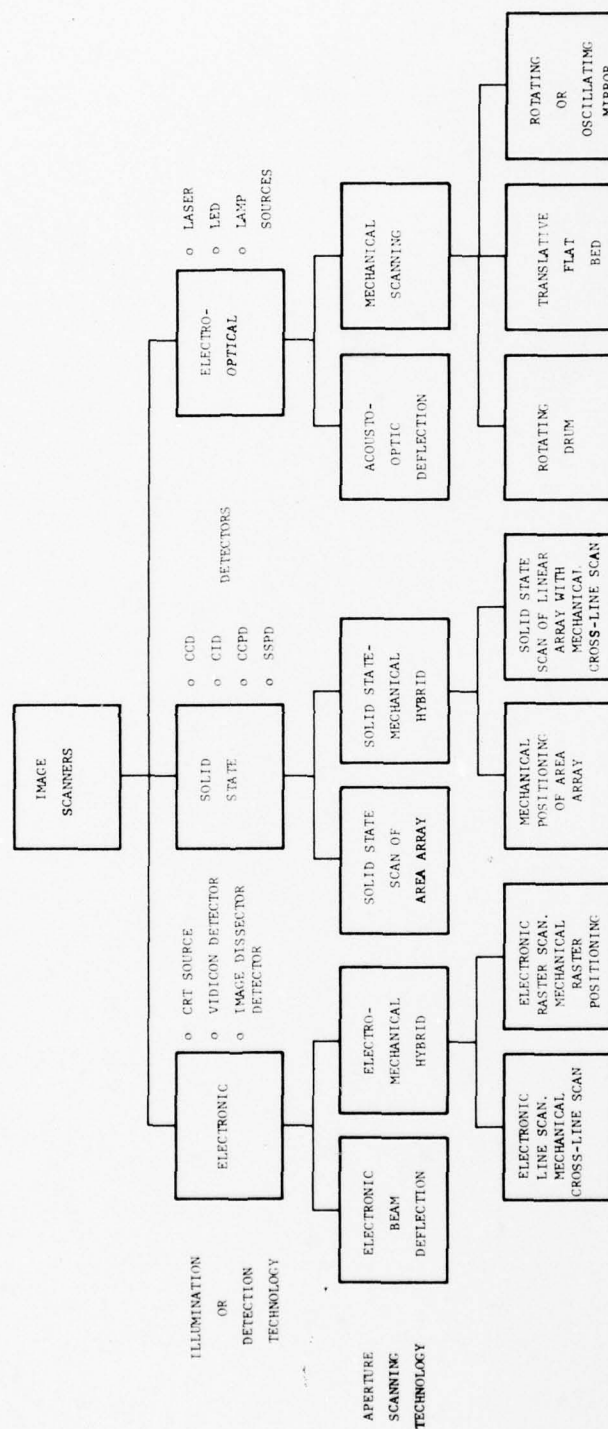 IMAGE
SCANNERS
ILLUMINATION
OR
DETECTION
TECHNOLOGY
ELECTRONIC
o CRT SOURCE
o VIDICON DETECTOR
o IMAGE DISSECTOR
DETECTOR
SOLID
STATE
o CCD
o CID
o CCPD
o SSPD
DETECTORS
ELECTRO-
OPTICAL
o LASER
o LED
o LAMP
SOURCES
APERTURE
SCANNING
TECHNOLOGY
ELECTRONIC
BEAM
DEFLECTION
ELECTRO-
MECHANICAL
HYBRID
SOLID STATE
SCAN OF
AREA ARRAY
SOLID STATE-
MECHANICAL
HYBRID
ACOUSTO-
OPTIC
DEFLECTION
MECHANICAL
SCANNING
ELECTRONIC
LINE SCAN.
MECHANICAL
CROSS-LINE SCAN
ELECTRONIC
RASTER SCAN.
MECHANICAL
RASTER
POSITIONING
MECHANICAL
POSITIONING
OF AREA
ARRAY
SOLID STATE
SCAN OF LINEAR
ARRAY WITH
MECHANICAL
CROSS-LINE SCAN
ROTATING
DRUM
TRANSLATIVE
FLAT
BED
ROTATING
OR
OSCILLATIMG
MIRROR